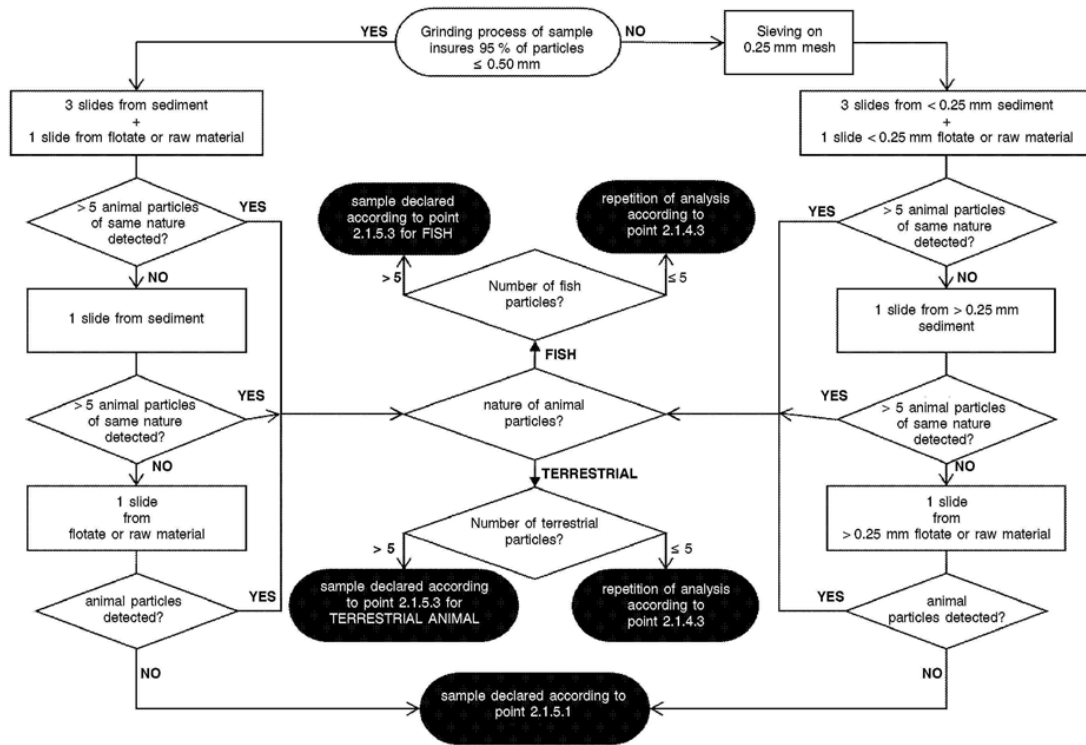 YES
Grinding process of sample
insures 95 % of particles
≤ 0.50 mm
NO
Sieving on
0.25 mm mesh
3 slides from sediment
+
1 slide from flotate or raw material
3 slides from < 0.25 mm sediment
+
1 slide < 0.25 mm flotate or raw material
> 5 animal particles
of same nature
detected?
YES
NO
sample declared
according to point
2.1.5.3 for FISH
repetition of analysis
according to
point 2.1.4.3
YES
> 5 animal particles
of same nature
detected?
NO
> 5
Number of fish
particles?
≤ 5
1 slide from sediment
1 slide from > 0.25 mm
sediment
FISH
> 5 animal particles
of same nature
detected?
YES
NO
nature of animal
particles?
YES
> 5 animal particles
of same nature
detected?
NO
TERRESTRIAL
1 slide
from
flotate or raw material
> 5
Number of terrestrial
particles?
≤ 5
1 slide
from
> 0.25 mm flotate or raw material
animal particles
detected?
YES
NO
sample declared according
to point 2.1.5.3 for
TERRESTRIAL ANIMAL
repetition of analysis
according to
point 2.1.4.3
YES
animal
particles detected?
NO
sample declared according to
point 2.1.5.1